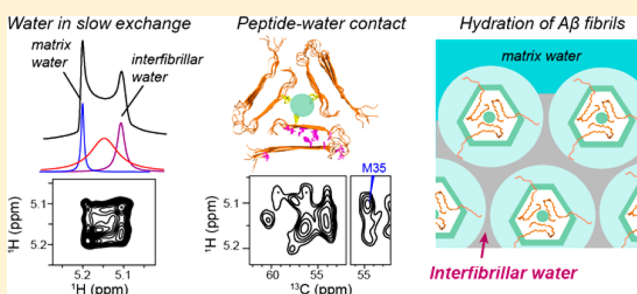 Water in slow exchange
matrix
water
interfibrillar
water
¹H (ppm)
5.1
5.2
5.2 5.1
¹H (ppm)
Peptide-water contact
M35
¹H (ppm)
5.1
5.2
60 55 55
¹³C (ppm)
Hydration of Aβ fibrils
matrix water
Interfibrillar water